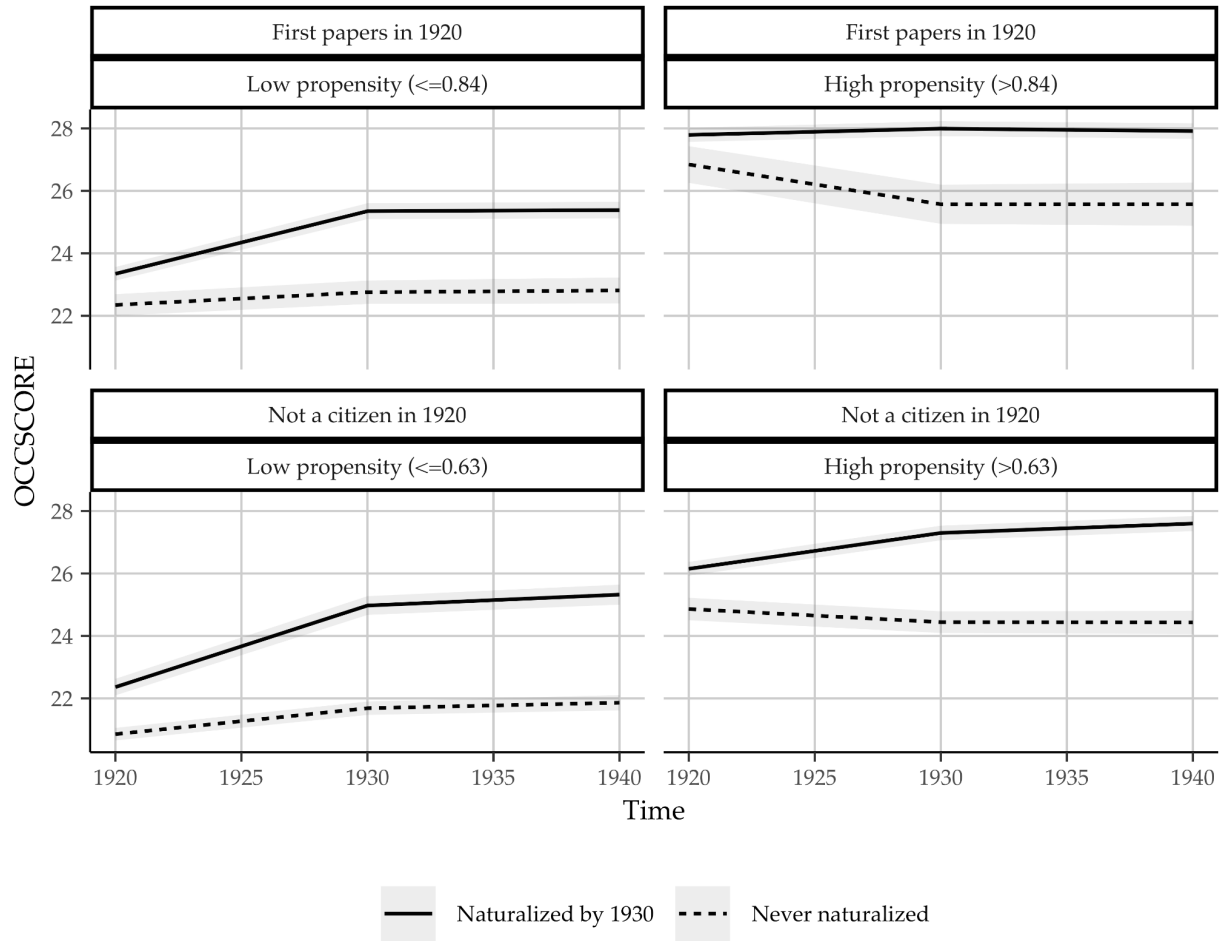 First papers in 1920
Low propensity (<=0.84)
First papers in 1920
High propensity (>0.84)
28
26
24
22
Not a citizen in 1920
Low propensity (<=0.63)
Not a citizen in 1920
High propensity (>0.63)
28
26
24
22
OCCSCORE
1920 1925 1930 1935 1940
1920 1925 1930 1935 1940
Time
Naturalized by 1930
Never naturalized